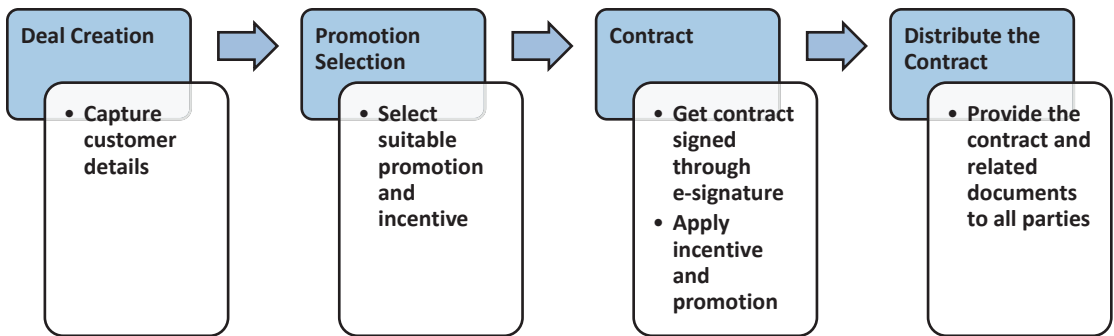 Deal Creation
• Capture
customer
details
Promotion
Selection
• Select
suitable
promotion
and
incentive
Contract
• Get contract
signed
through
e-signature
• Apply
incentive
and
promotion
Distribute the
Contract
• Provide the
contract and
related
documents
to all parties